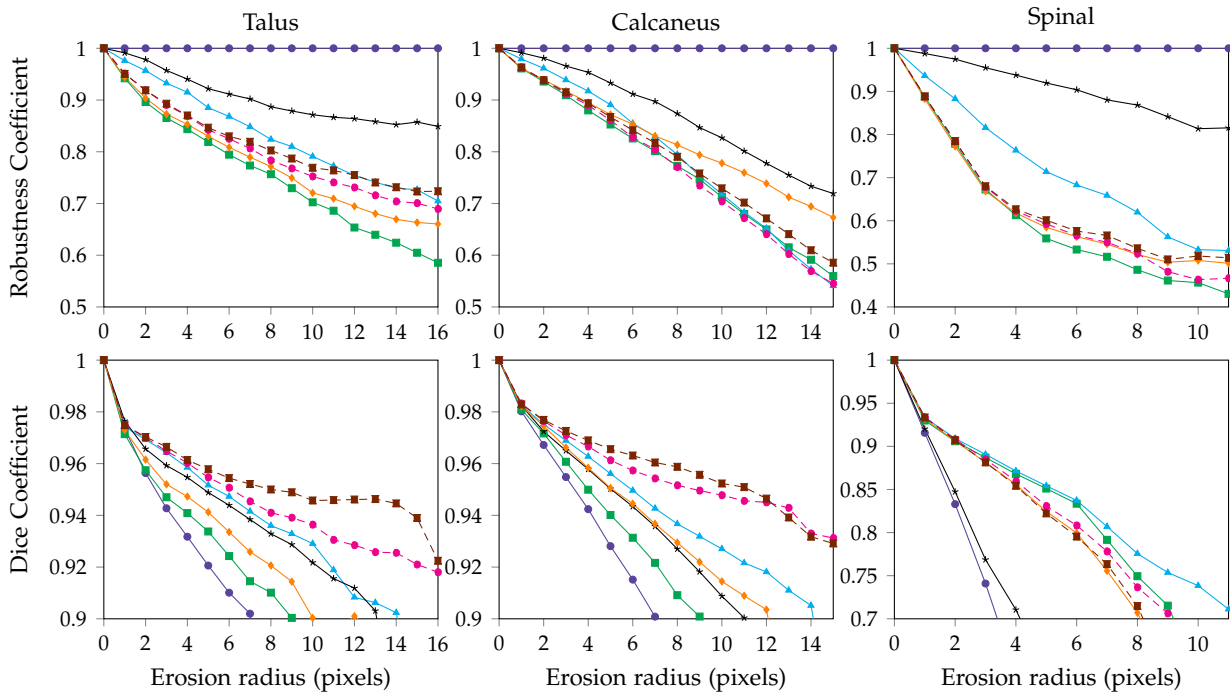 Talus Calcaneus Spinal
Robustness Coefficient
1 0.9 0.8 0.7 0.6 0.5
0 2 4 6 8 10 12 14 16
1 0.9 0.8 0.7 0.6 0.5
0 2 4 6 8 10 12 14
1 0.9 0.8 0.7 0.6 0.5 0.4
0 2 4 6 8 10
Dice Coefficient
1 0.98 0.96 0.94 0.92 0.9
0 2 4 6 8 10 12 14 16
1 0.98 0.96 0.94 0.92 0.9
0 2 4 6 8 10 12 14
1 0.95 0.9 0.85 0.8 0.75 0.7
0 2 4 6 8 10
Erosion radius (pixels) Erosion radius (pixels) Erosion radius (pixels)